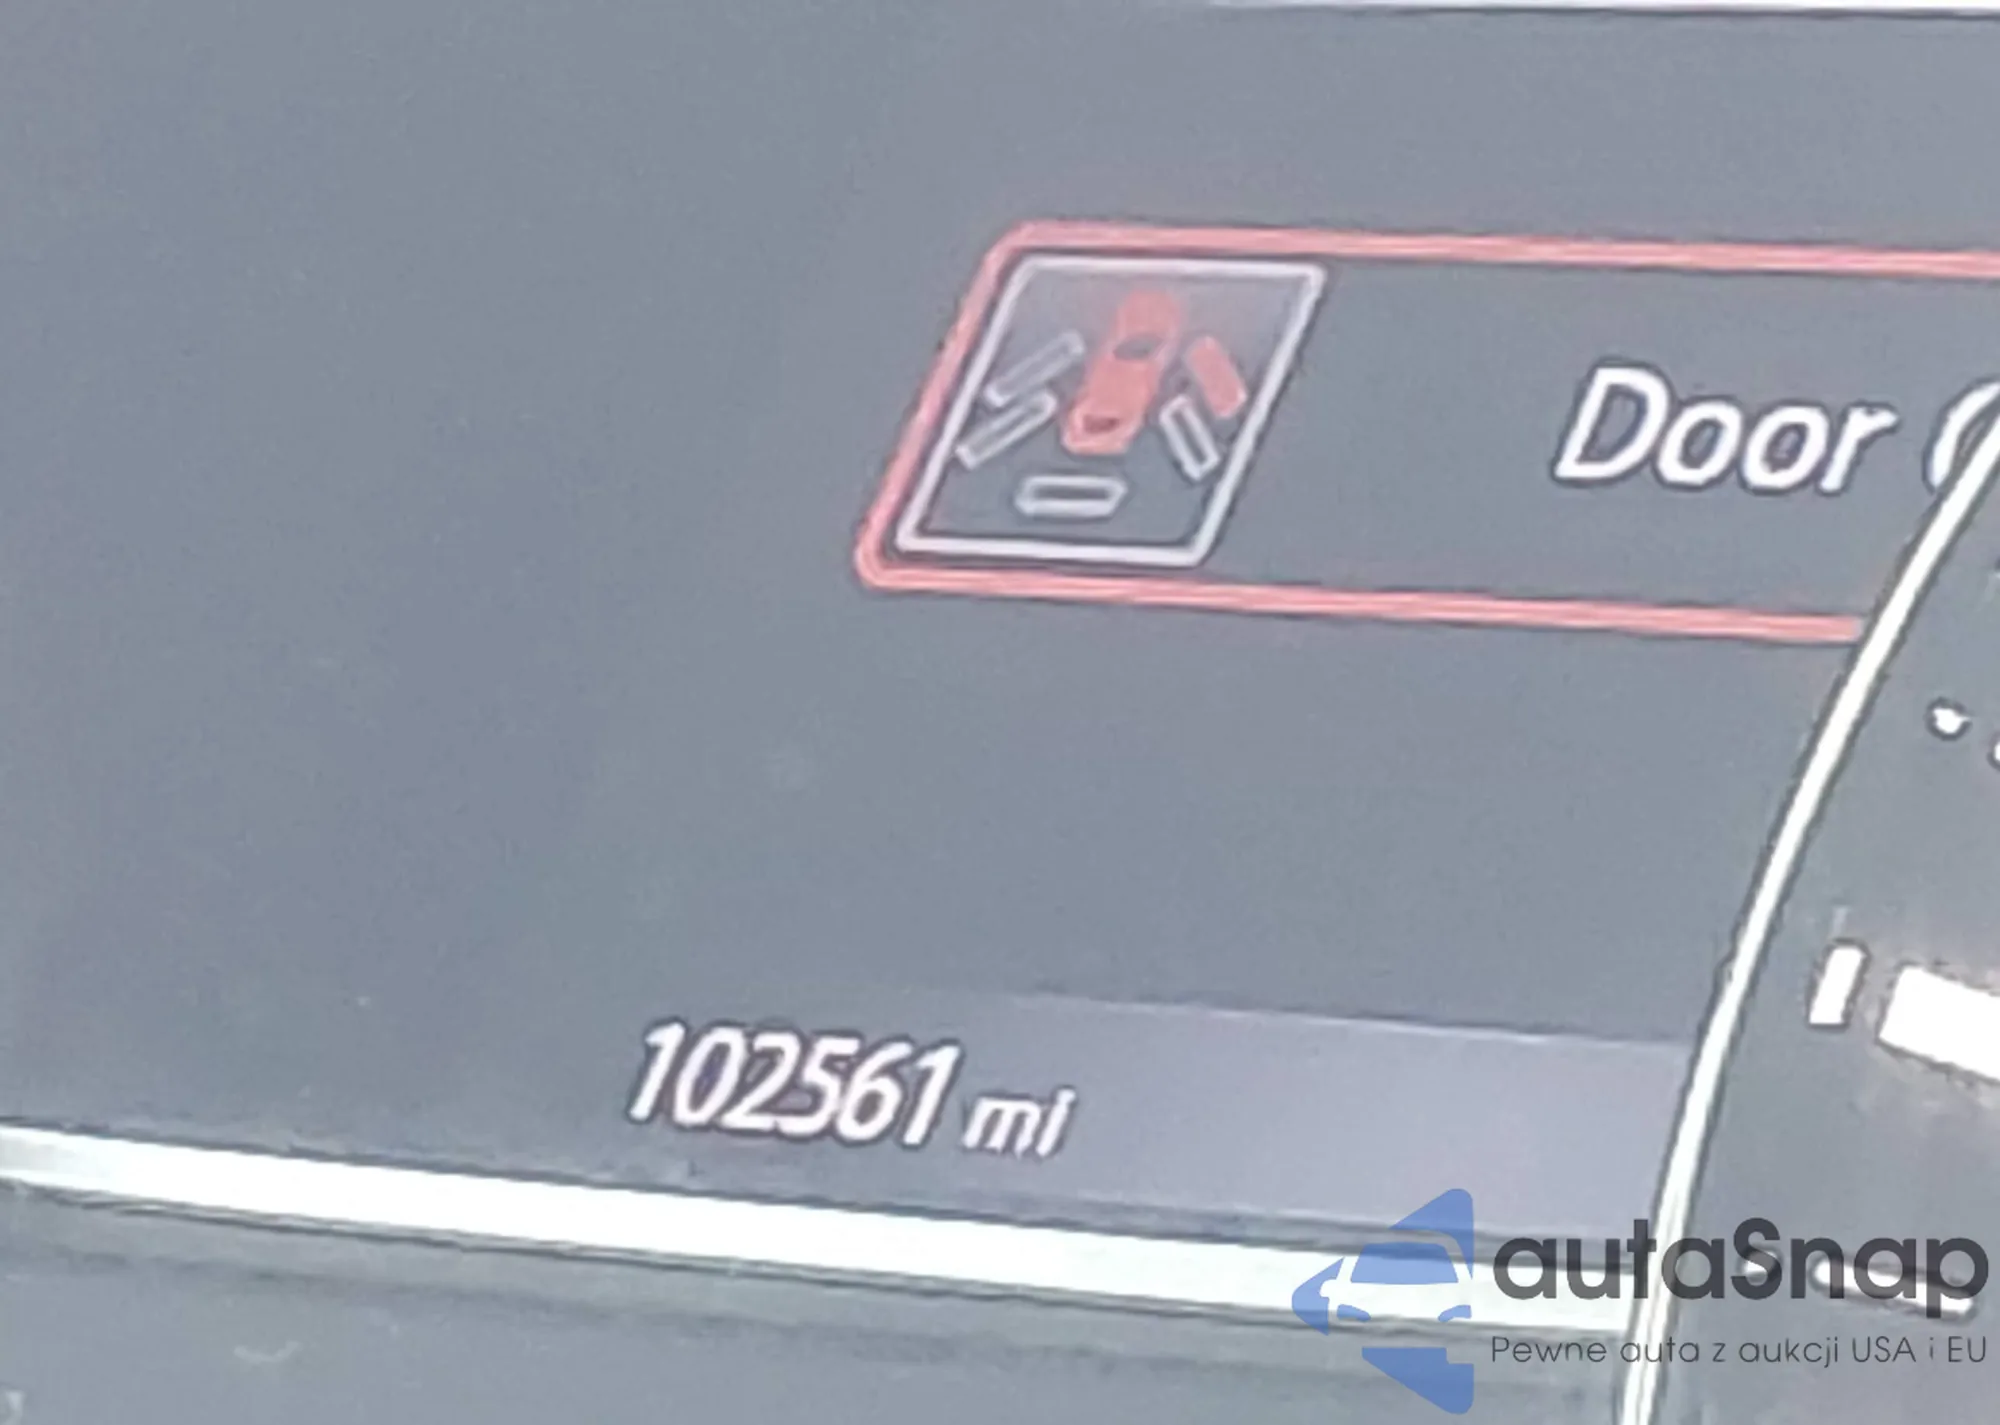 Door
102561 mi
autaSnap
Pewne auta z aukcji USA i EU